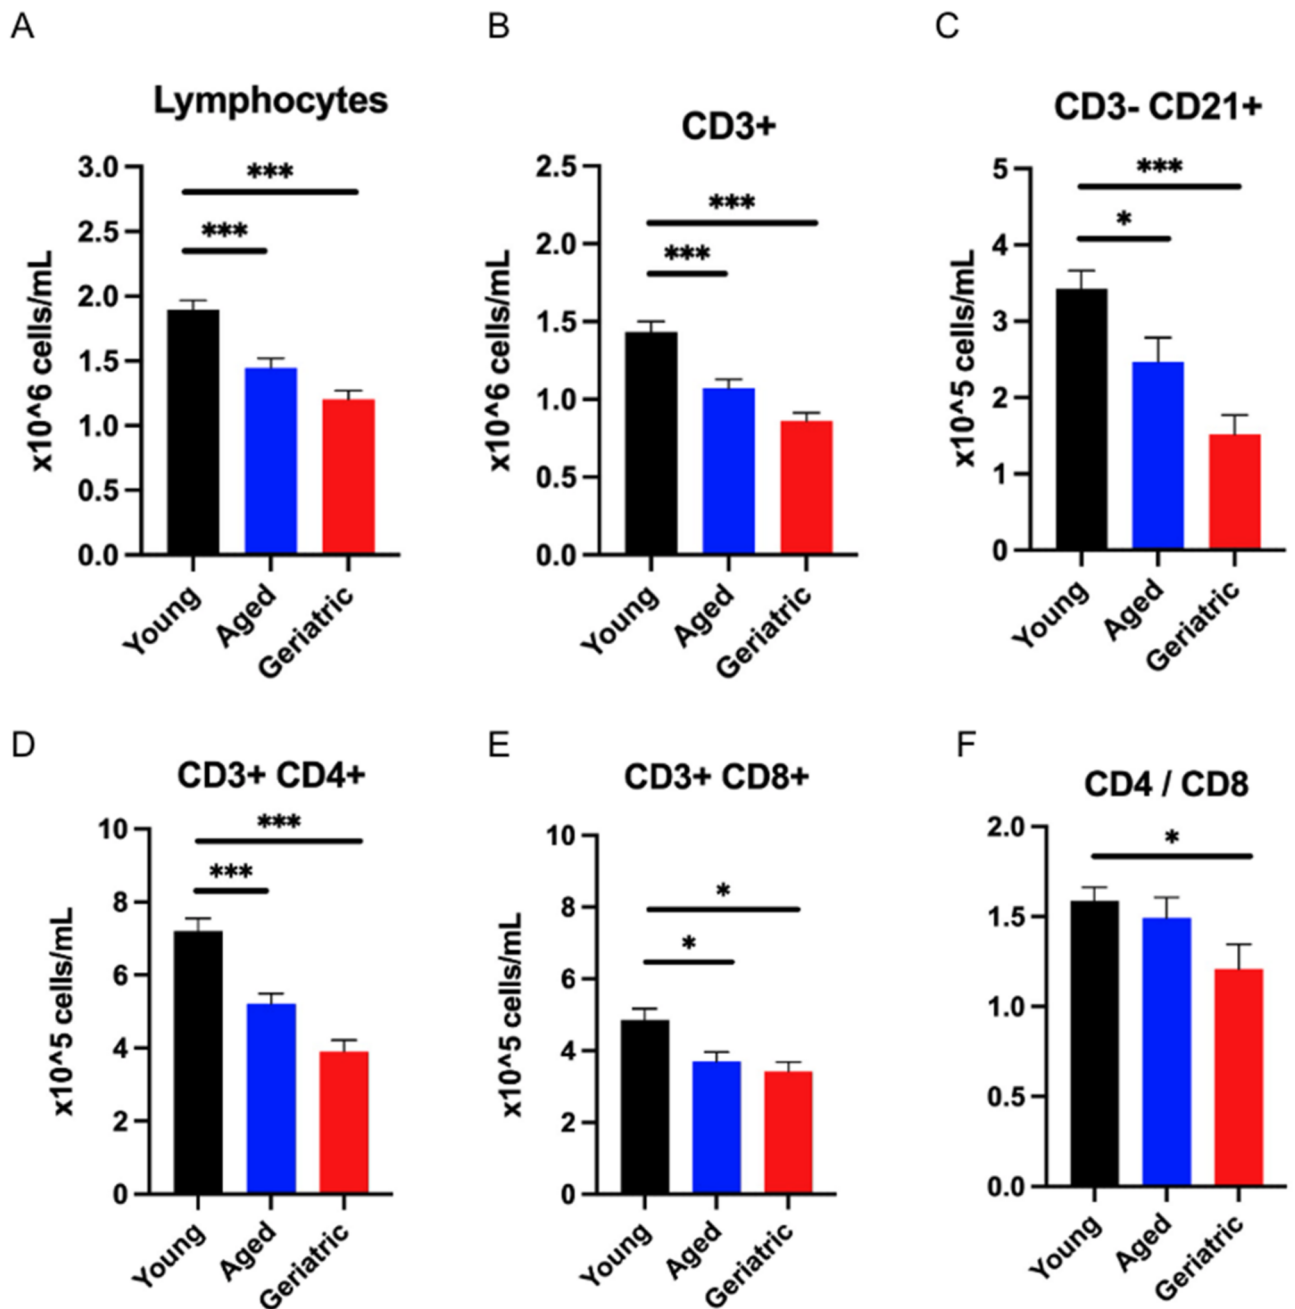 A
Lymphocytes
***
***
3.0
2.5
2.0
1.5
1.0
0.5
0.0
x10^6 cells/mL
Young
Aged
Geriatric
B
CD3+
***
***
2.5
2.0
1.5
1.0
0.5
0.0
x10^6 cells/mL
Young
Aged
Geriatric
C
CD3- CD21+
***
*
5
4
3
2
1
0
x10^5 cells/mL
Young
Aged
Geriatric
D
CD3+ CD4+
***
***
10
8
6
4
2
0
x10^5 cells/mL
Young
Aged
Geriatric
E
CD3+ CD8+
*
*
10
8
6
4
2
0
x10^5 cells/mL
Young
Aged
Geriatric
F
CD4 / CD8
*
2.0
1.5
1.0
0.5
0.0
Young
Aged
Geriatric